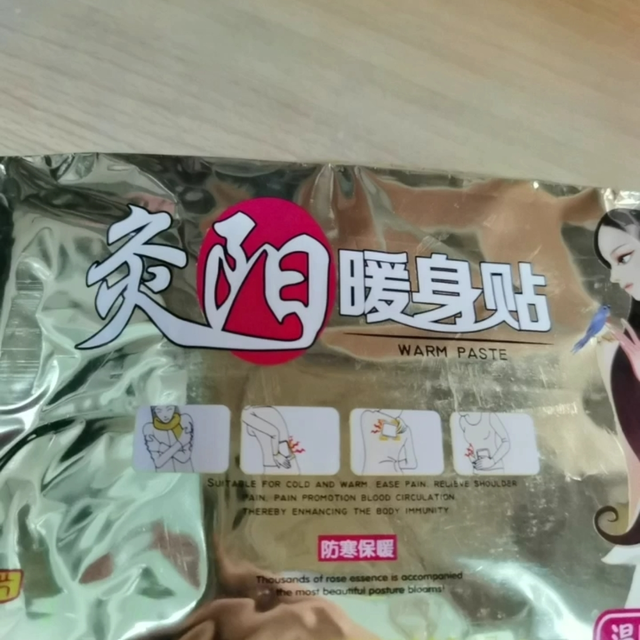 灸阳暖身贴
WARM PASTE
SUITABLE FOR COLD AND WARM. EASE PAIN. RELIEVE SHOULDER
PAIN. PAIN PROMOTION BLOOD CIRCULATION
THEREBY ENHANCING THE BODY IMMUNITY
防寒保暖
Thousands of rose essence is accompanied
the most beautiful posture blooms!